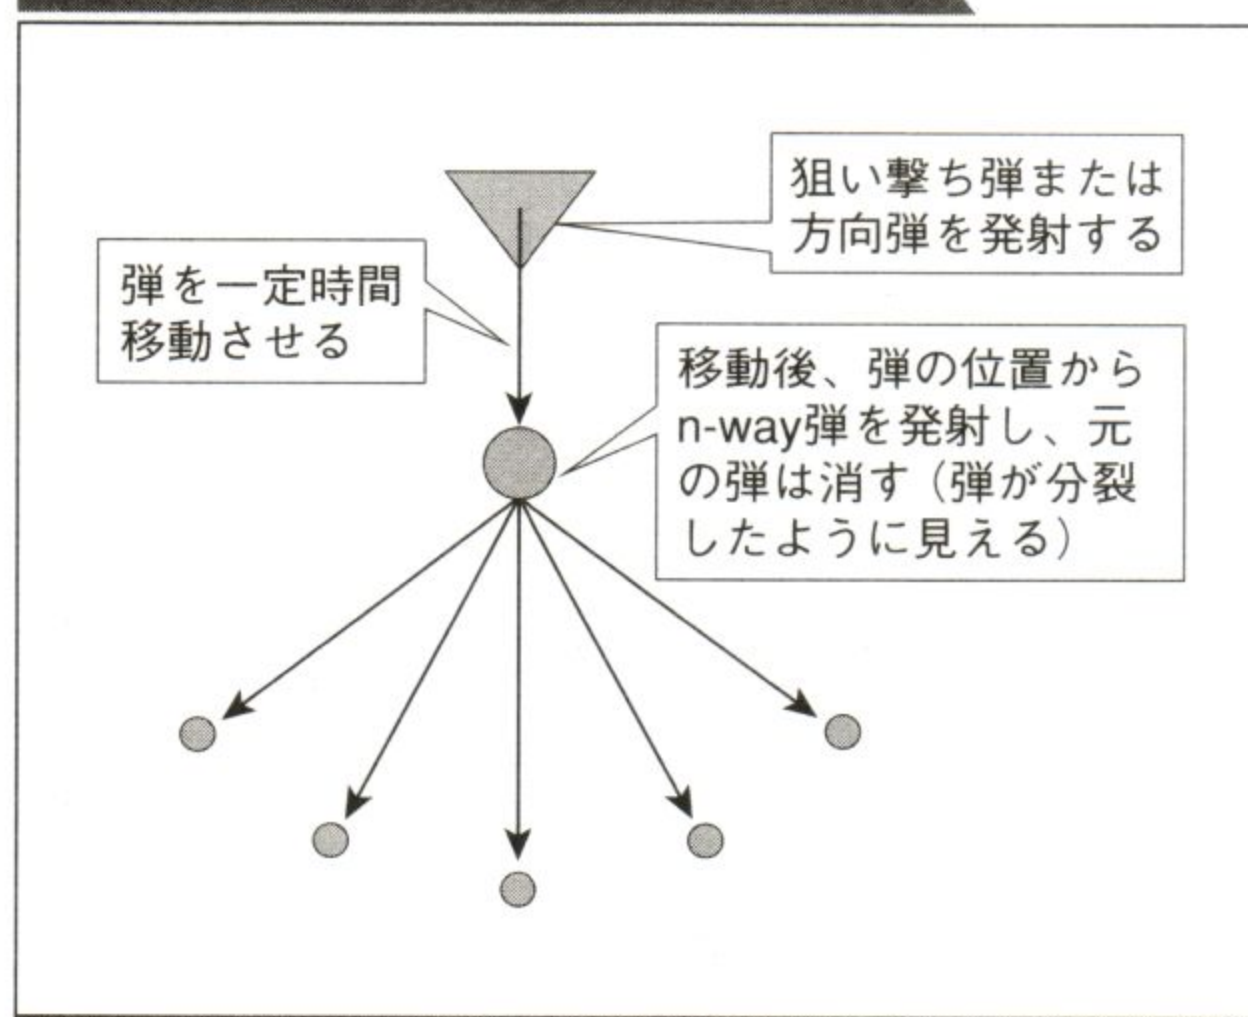 狙い撃ち弾または
方向弾を発射する
弾を一定時間
移動させる
移動後、弾の位置から
n-way弾を発射し、元
の弾は消す（弾が分裂
したように見える）